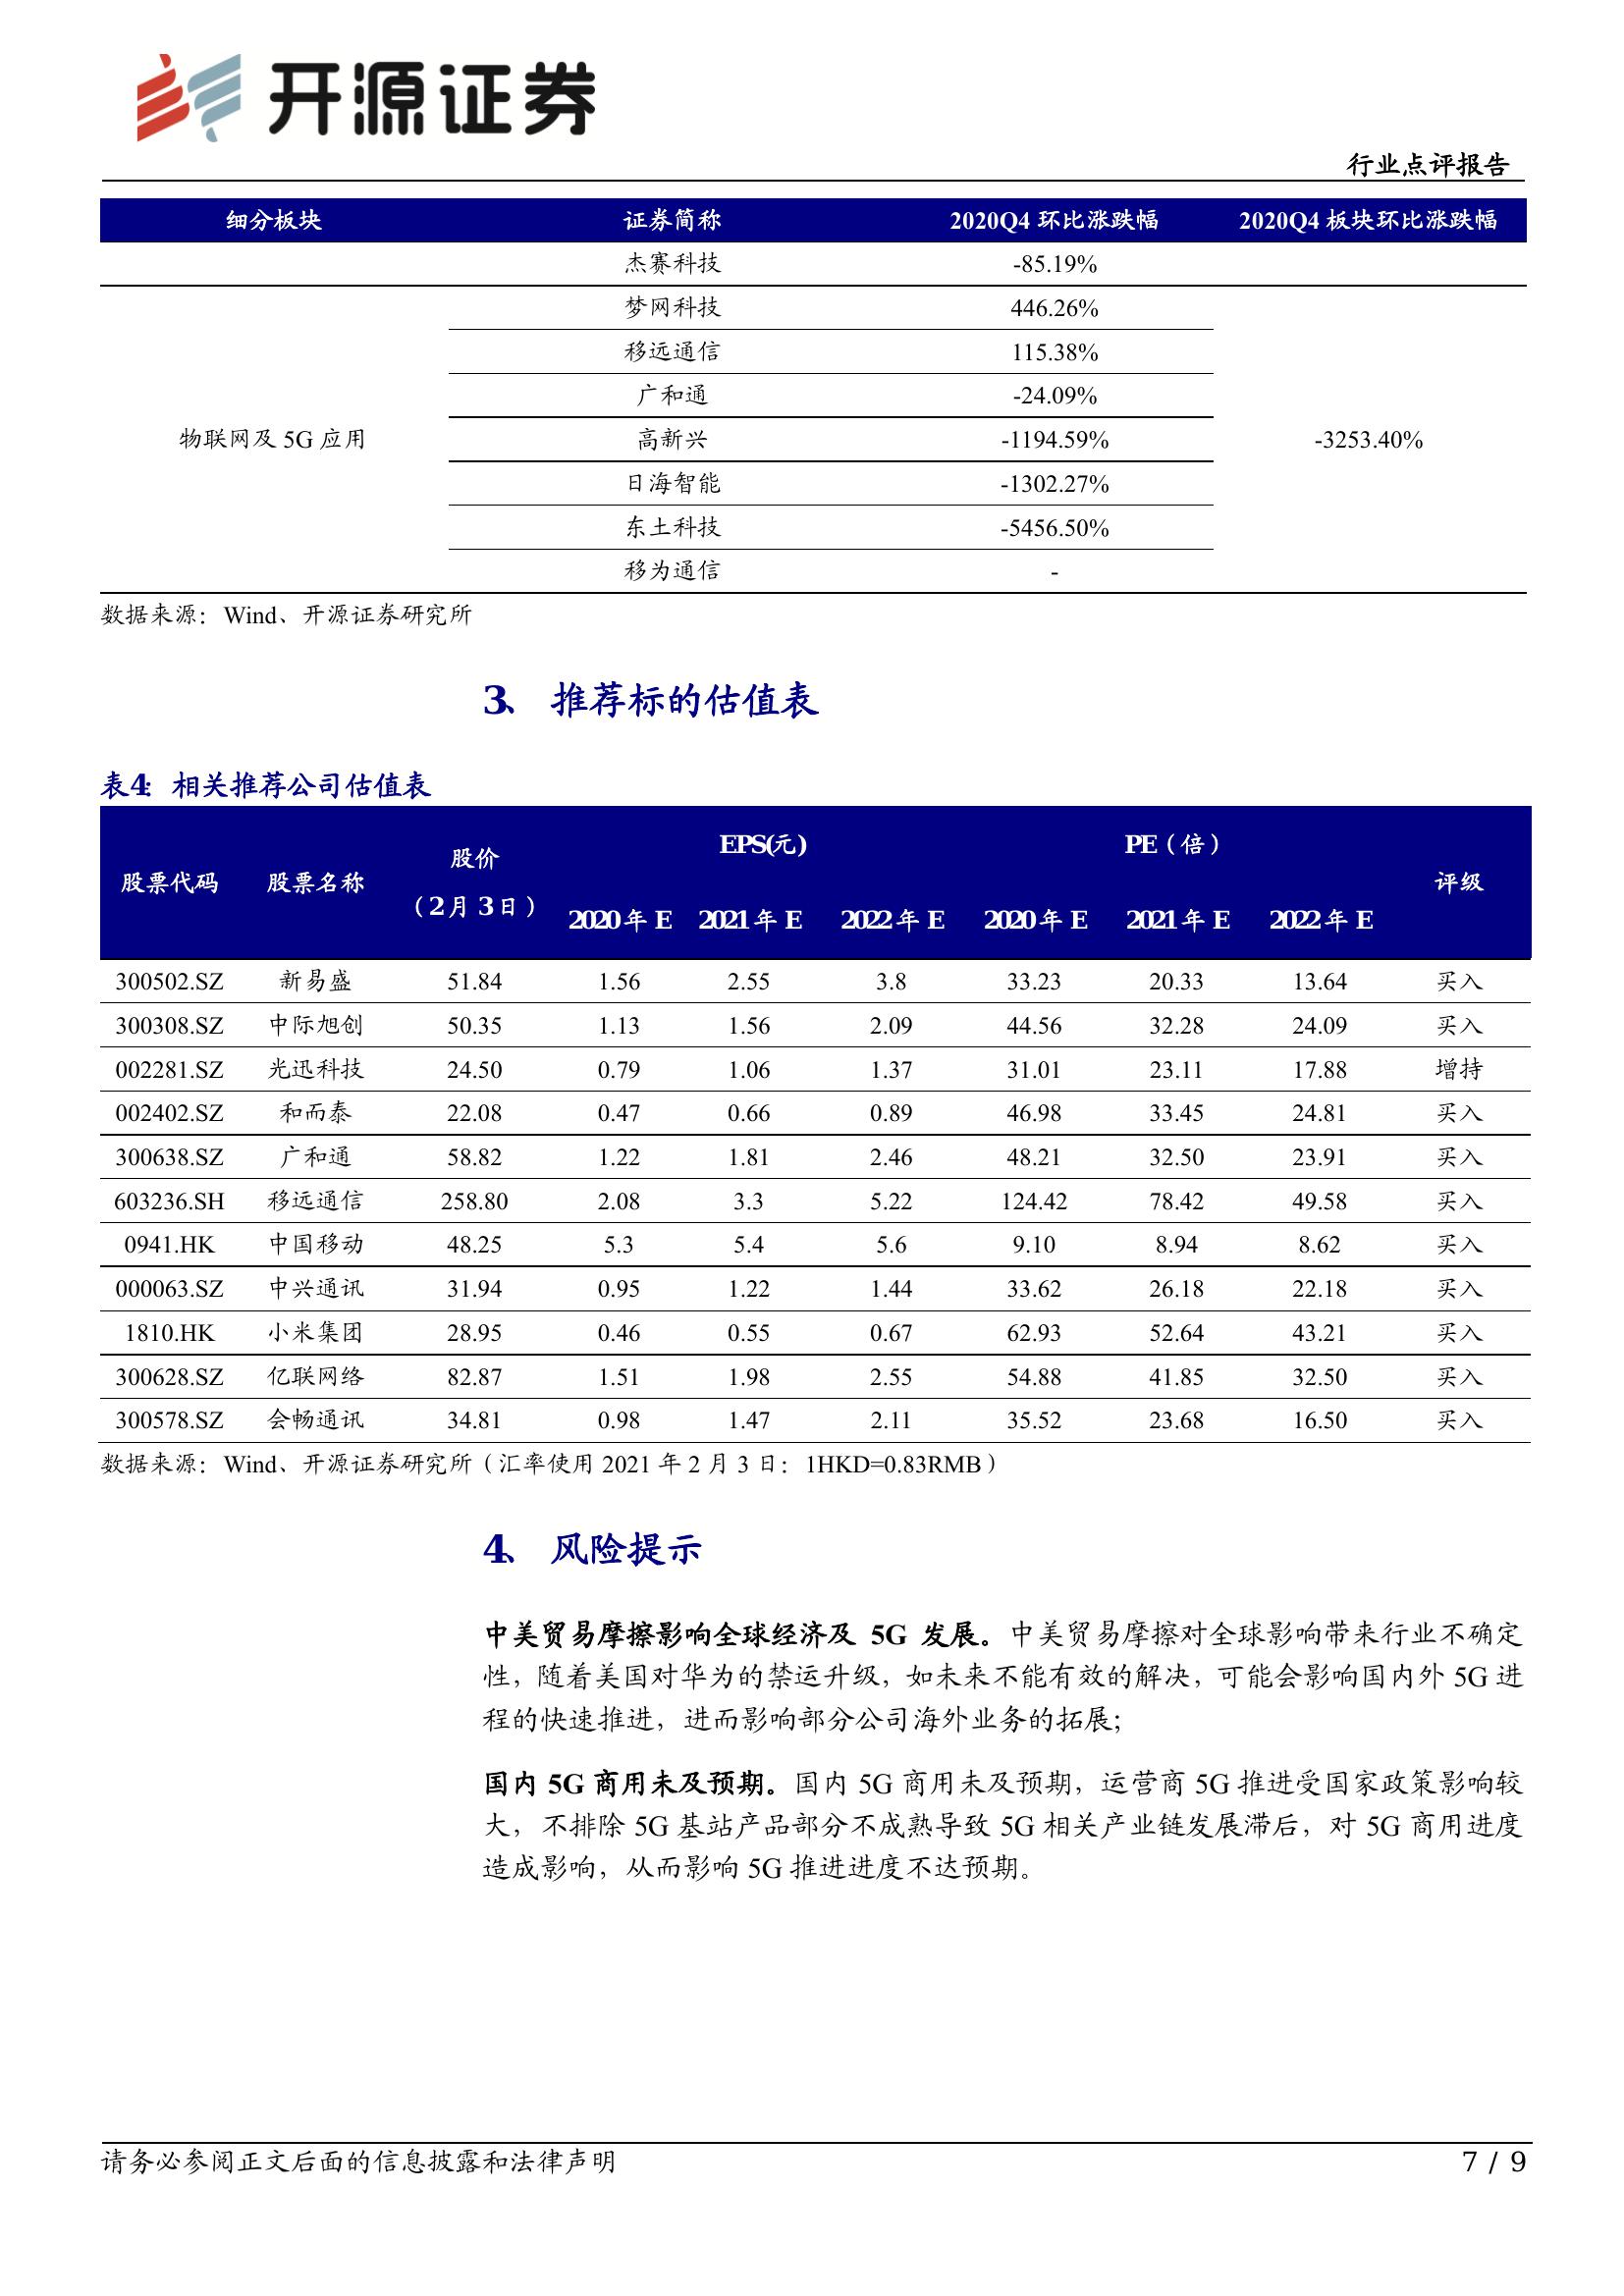 开源证券
行业点评报告
细分板块 证券简称 2020Q4 环比涨跌幅 2020Q4 板块环比涨跌幅
杰赛科技 -85.19%
梦网科技 446.26%
移远通信 115.38%
广和通 -24.09%
物联网及 5G 应用 高新兴 -1194.59% -3253.40%
日海智能 -1302.27%
东土科技 -5456.50%
移为通信 -
数据来源：Wind、开源证券研究所
3、 推荐标的估值表
表4： 相关推荐公司估值表
股票代码 股票名称 股价（2月3日） EPS(元) PE（倍） 评级
2020年E 2021年E 2022年E 2020年E 2021年E 2022年E
300502.SZ 新易盛 51.84 1.56 2.55 3.8 33.23 20.33 13.64 买入
300308.SZ 中际旭创 50.35 1.13 1.56 2.09 44.56 32.28 24.09 买入
002281.SZ 光迅科技 24.50 0.79 1.06 1.37 31.01 23.11 17.88 增持
002402.SZ 和而泰 22.08 0.47 0.66 0.89 46.98 33.45 24.81 买入
300638.SZ 广和通 58.82 1.22 1.81 2.46 48.21 32.50 23.91 买入
603236.SH 移远通信 258.80 2.08 3.3 5.22 124.42 78.42 49.58 买入
0941.HK 中国移动 48.25 5.3 5.4 5.6 9.10 8.94 8.62 买入
000063.SZ 中兴通讯 31.94 0.95 1.22 1.44 33.62 26.18 22.18 买入
1810.HK 小米集团 28.95 0.46 0.55 0.67 62.93 52.64 43.21 买入
300628.SZ 亿联网络 82.87 1.51 1.98 2.55 54.88 41.85 32.50 买入
300578.SZ 会畅通讯 34.81 0.98 1.47 2.11 35.52 23.68 16.50 买入
数据来源：Wind、开源证券研究所（汇率使用 2021 年 2 月 3 日：1HKD=0.83RMB）
4、 风险提示
中美贸易摩擦影响全球经济及 5G 发展。中美贸易摩擦对全球影响带来行业不确定
性，随着美国对华为的禁运升级，如未来不能有效的解决，可能会影响国内外 5G 进
程的快速推进，进而影响部分公司海外业务的拓展；
国内 5G 商用未及预期。国内 5G 商用未及预期，运营商 5G 推进受国家政策影响较
大，不排除 5G 基站产品部分不成熟导致 5G 相关产业链发展滞后，对 5G 商用进度
造成影响，从而影响 5G 推进进度不达预期。
请务必参阅正文后面的信息披露和法律声明 7 / 9